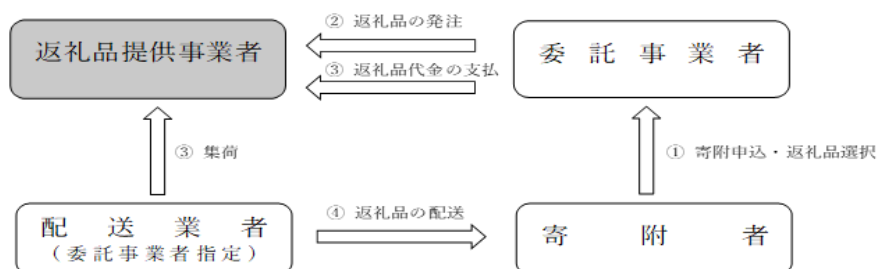 ② 返礼品の発注
返礼品提供事業者
委託事業者
③ 返礼品代金の支払
③ 集荷
① 寄附申込・返礼品選択
配送業者
(委託事業者指定)
④ 返礼品の配送
寄附者